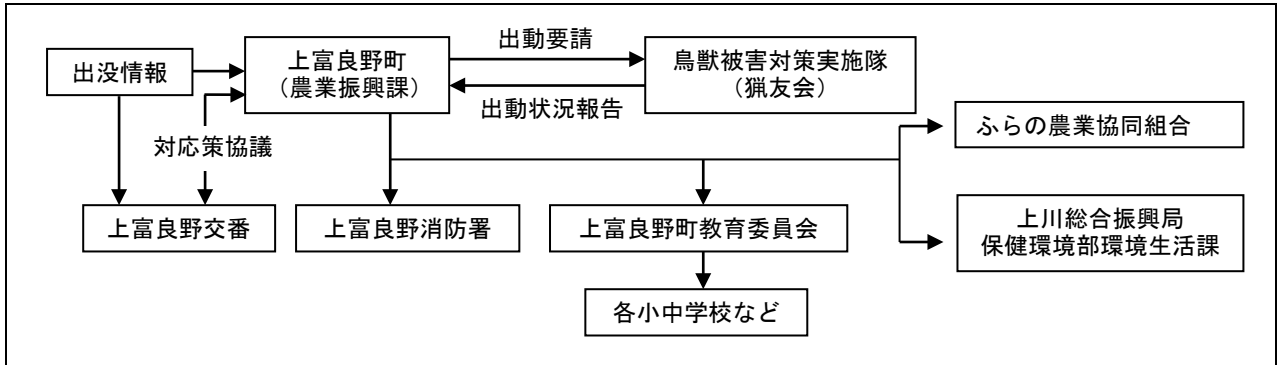 出没情報
上富良野町
（農業振興課）
出動要請
出動状況報告
鳥獣被害対策実施隊
（猟友会）
対応策協議
ふらの農業協同組合
上富良野交番
上富良野消防署
上富良野町教育委員会
上川総合振興局
保健環境部環境生活課
各小中学校など